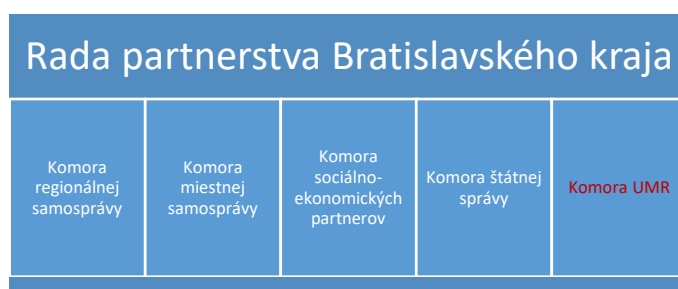 Rada partnerstva Bratislavského kraja
Komora
regionálnej
samosprávy
Komora
miestnej
samosprávy
Komora
sociálno-
ekonomických
partnerov
Komora štátnej
správy
Komora UMR